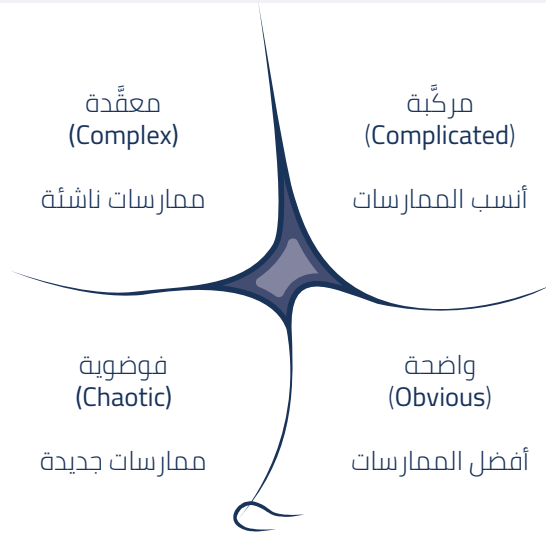 مركَّبة
(Complicated)
أنسب الممارسات
معقَّدة
(Complex)
ممارسات ناشئة
واضحة
(Obvious)
أفضل الممارسات
فوضوية
(Chaotic)
ممارسات جديدة